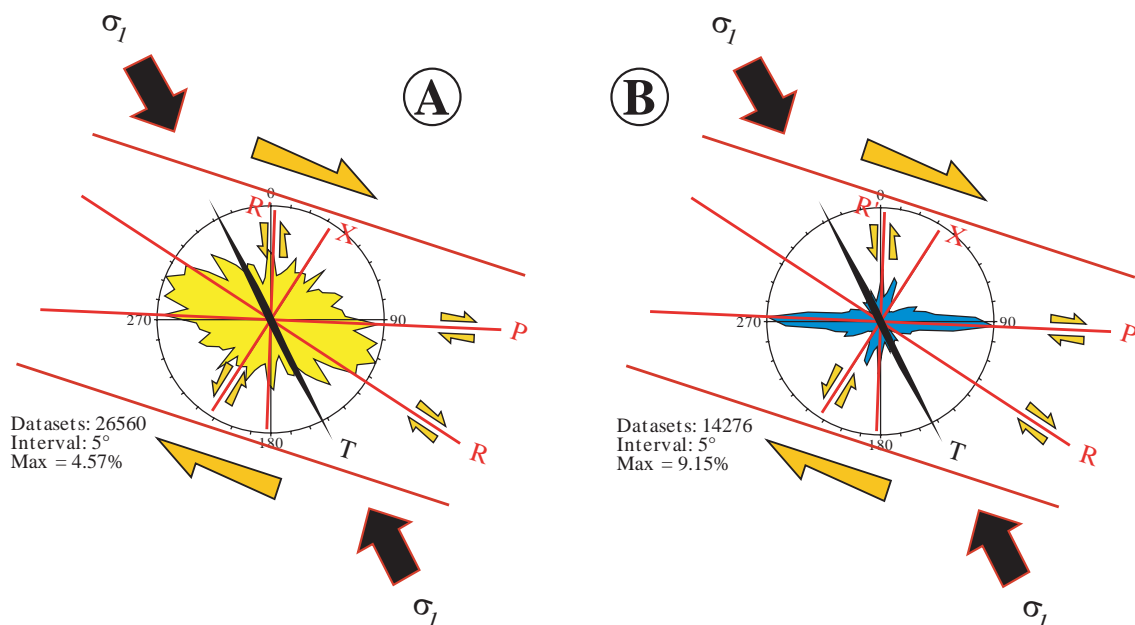 σ1
A
0
R'
X
270
90
P
Datasets: 26560
Interval: 5°
Max = 4.57%
180
T
R
σ1
σ1
B
0
R'
X
270
90
P
Datasets: 14276
Interval: 5°
Max = 9.15%
180
T
R
σ1